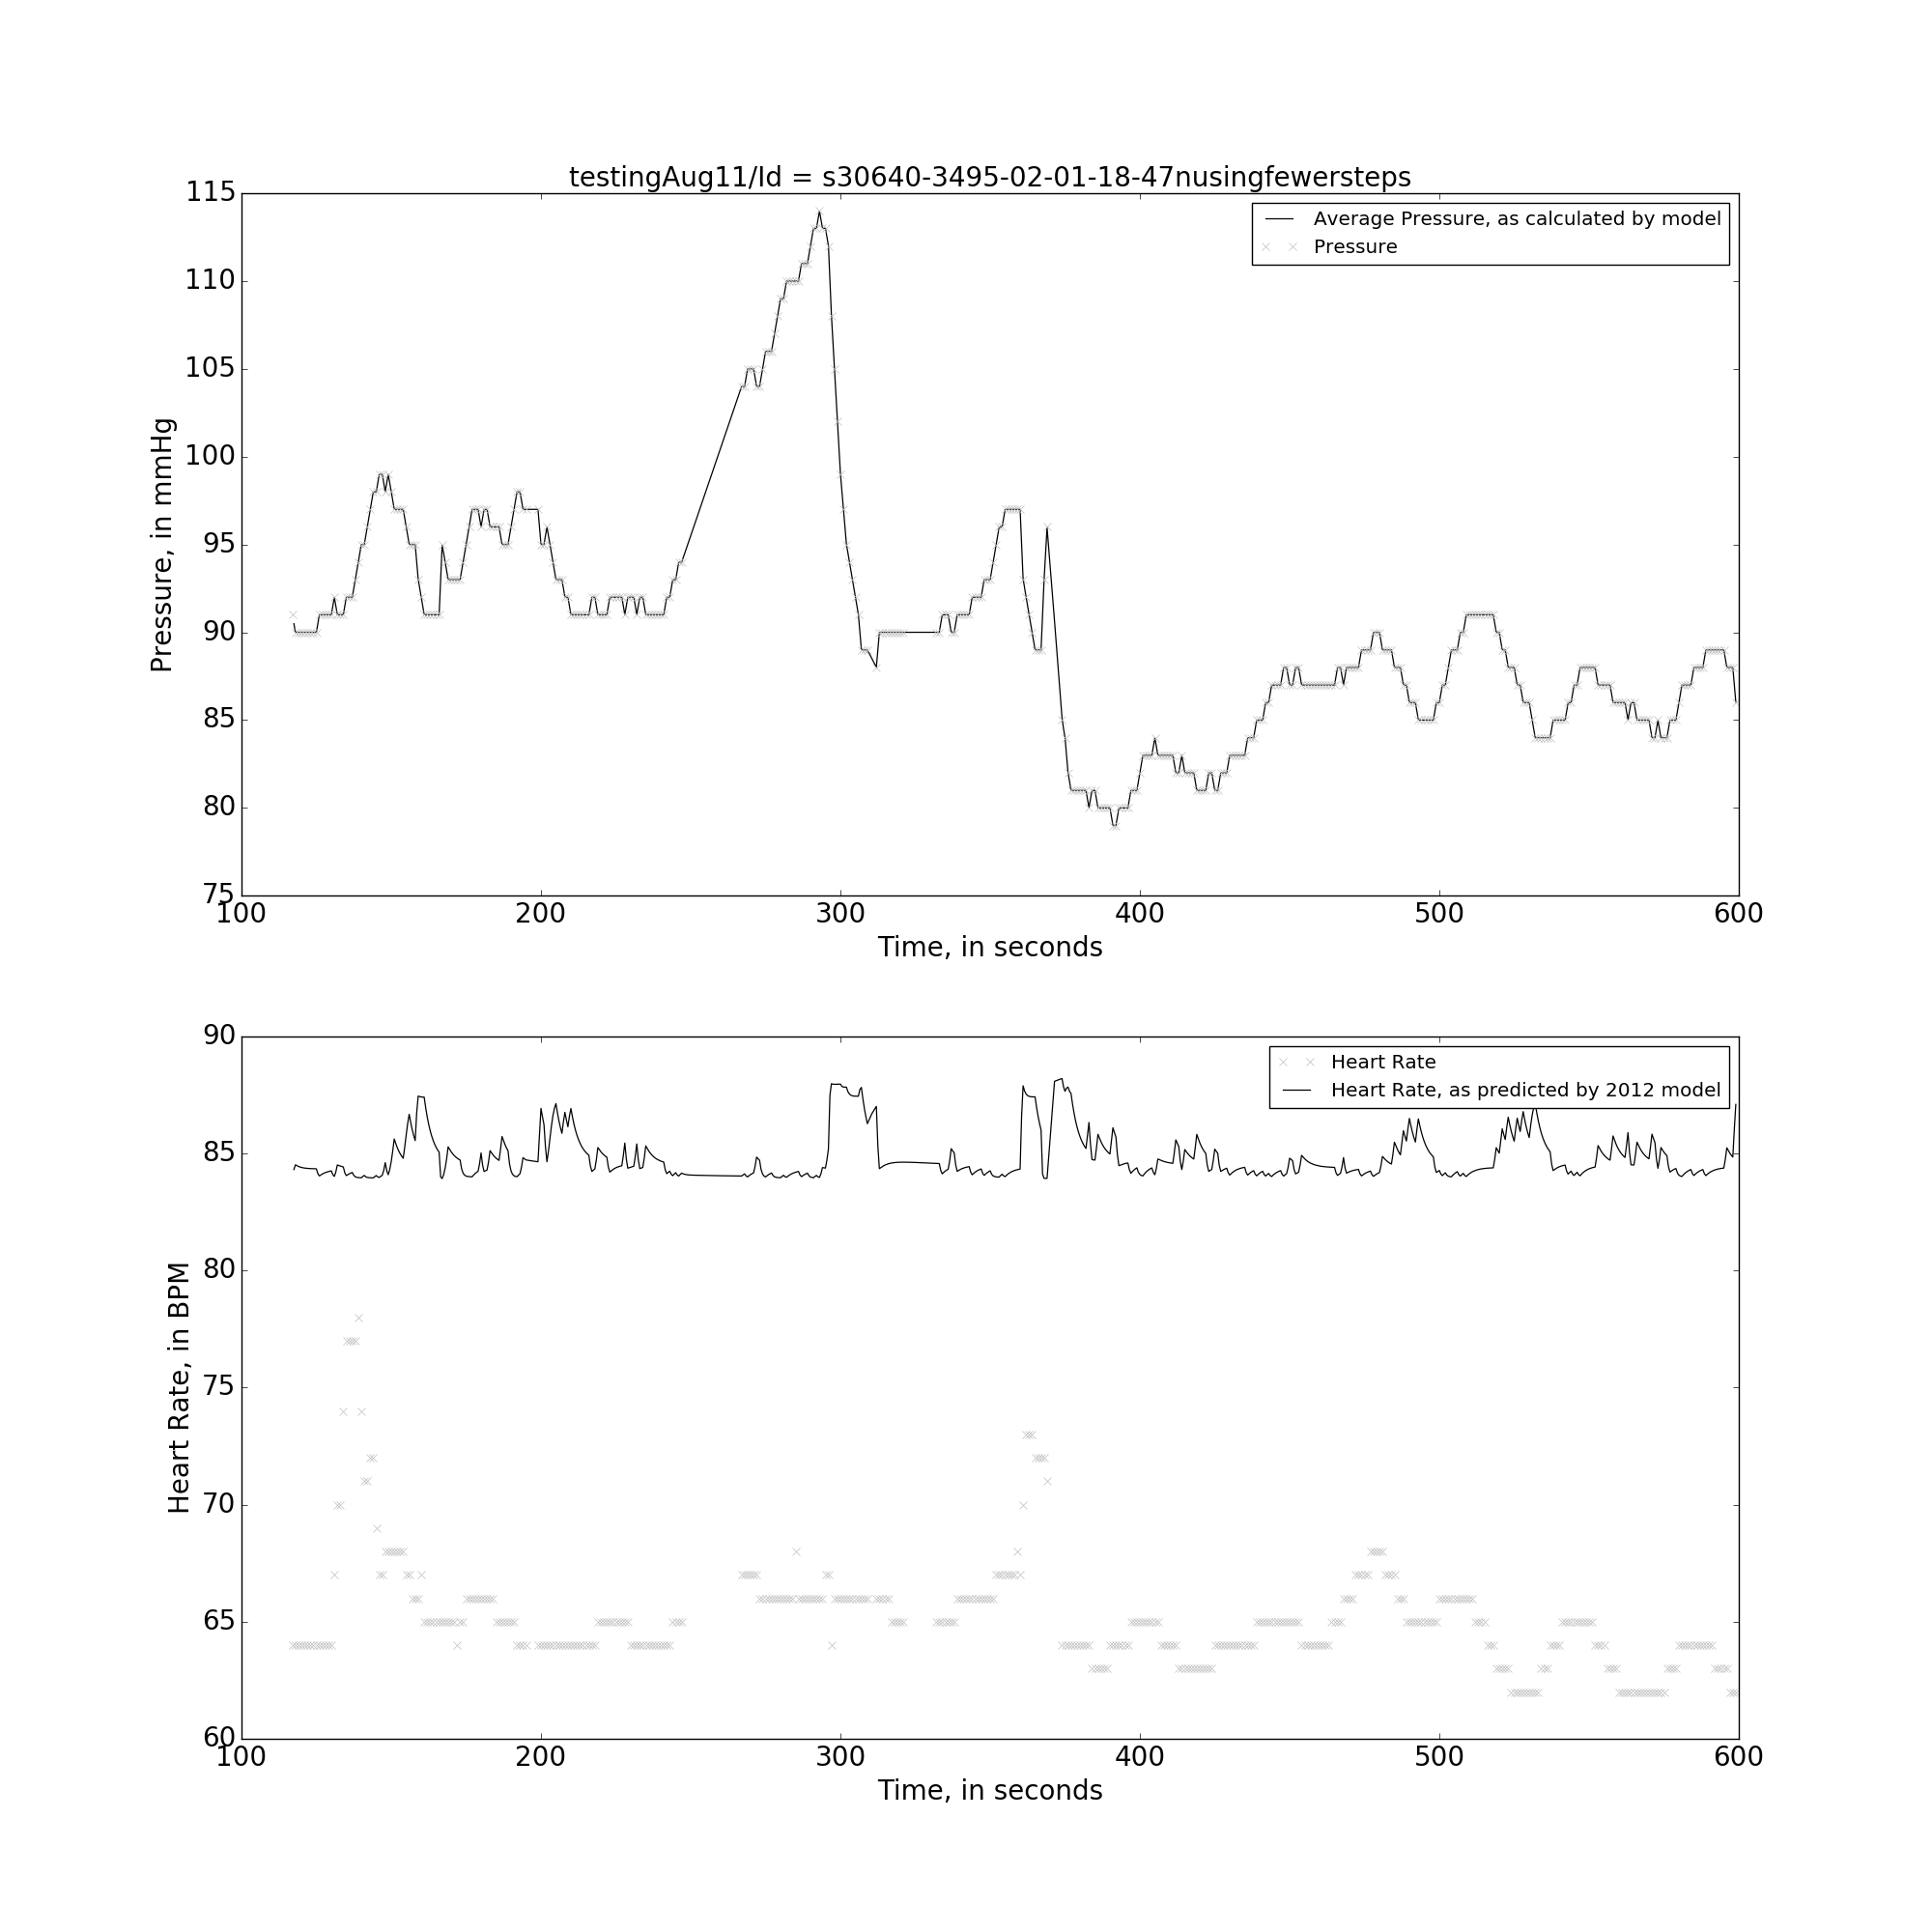 testingAug11/Id = s30640-3495-02-01-18-47nusingfewersteps
115
110
105
100
95
90
85
80
75
Pressure, in mmHg
Average Pressure, as calculated by model
Pressure
100 200 300 400 500 600
Time, in seconds
90
85
80
75
70
65
60
Heart Rate, in BPM
Heart Rate
Heart Rate, as predicted by 2012 model
100 200 300 400 500 600
Time, in seconds